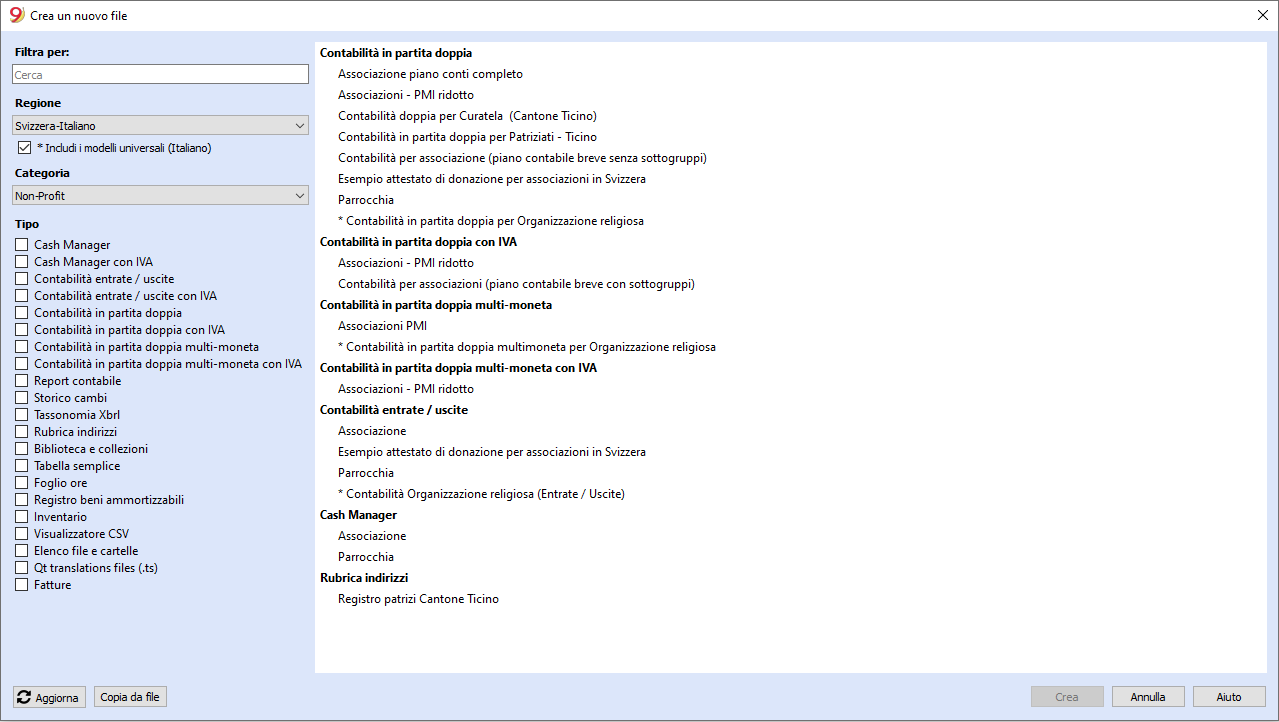 Crea un nuovo file
Filtra per:
Cerca
Regione
Svizzera-Italiano
* Includi i modelli universali (Italiano)
Categoria
Non-Profit
Tipo
Cash Manager
Cash Manager con IVA
Contabilità entrate / uscite
Contabilità entrate / uscite con IVA
Contabilità in partita doppia
Contabilità in partita doppia con IVA
Contabilità in partita doppia multi-moneta
Contabilità in partita doppia multi-moneta con IVA
Report contabile
Storico cambi
Tassonomia Xbrl
Rubrica indirizzi
Biblioteca e collezioni
Tabella semplice
Foglio ore
Registro beni ammortizzabili
Inventario
Visualizzatore CSV
Elenco file e cartelle
Qt translations files (.ts)
Fatture
Contabilità in partita doppia
Associazione piano conti completo
Associazioni - PMI ridotto
Contabilità doppia per Curatela  (Cantone Ticino)
Contabilità in partita doppia per Patriziati - Ticino
Contabilità per associazione (piano contabile breve senza sottogruppi)
Esempio attestato di donazione per associazioni in Svizzera
Parrocchia
* Contabilità in partita doppia per Organizzazione religiosa
Contabilità in partita doppia con IVA
Associazioni - PMI ridotto
Contabilità per associazioni (piano contabile breve con sottogruppi)
Contabilità in partita doppia multi-moneta
Associazioni PMI
* Contabilità in partita doppia multimoneta per Organizzazione religiosa
Contabilità in partita doppia multi-moneta con IVA
Associazioni - PMI ridotto
Contabilità entrate / uscite
Associazione
Esempio attestato di donazione per associazioni in Svizzera
Parrocchia
* Contabilità Organizzazione religiosa (Entrate / Uscite)
Cash Manager
Associazione
Parrocchia
Rubrica indirizzi
Registro patrizi Cantone Ticino
Aggiorna
Copia da file
Crea
Annulla
Aiuto